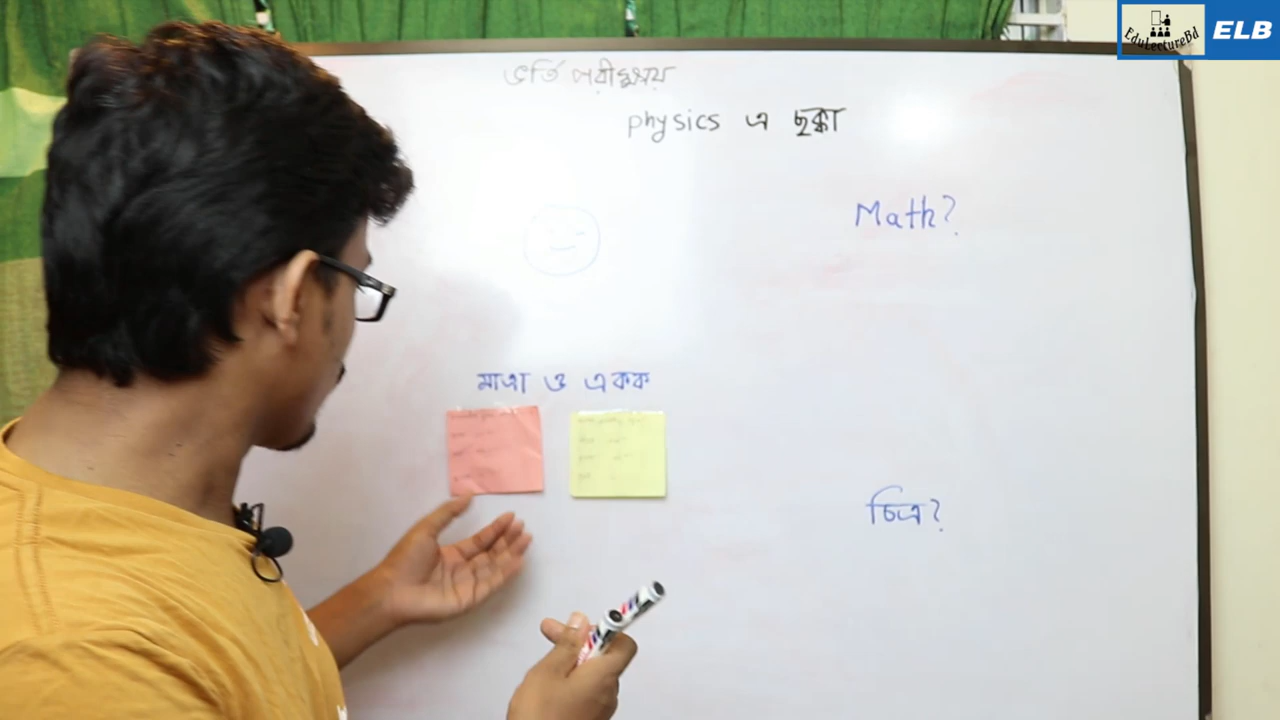 EduLectureBd
ELB
ভর্তি পরীক্ষায়
physics এ ছক্কা
Math?
মাত্রা ও একক
চিত্র?